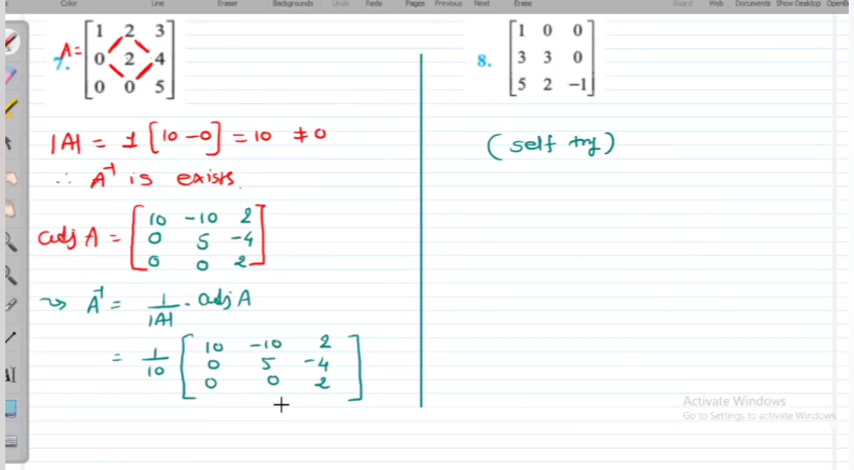 Color Line Eraser Backgrounds Undo Redo Pages Previous Next Erase Board Web Documents Show Desktop
A = 7. [1 2 3
0 2 4
0 0 5]
|A| = 1 [10 - 0] = 10 ≠ 0
∴ A⁻¹ is exists.
adj A = [10 -10 2
0 5 -4
0 0 2]
⇝ A⁻¹ = 1/|A| . adj A
= 1/10 [10 -10 2
0 5 -4
0 0 2]
8. [1 0 0
3 3 0
5 2 -1]
(self try)
Activate Windows
Go to Settings to activate Windows.
AI